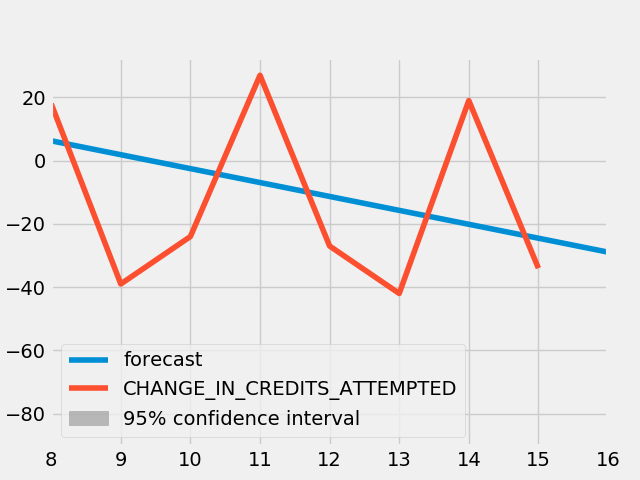 20
0
−20
−40
−60
−80
forecast
CHANGE_IN_CREDITS_ATTEMPTED
95% confidence interval
8 9 10 11 12 13 14 15 16